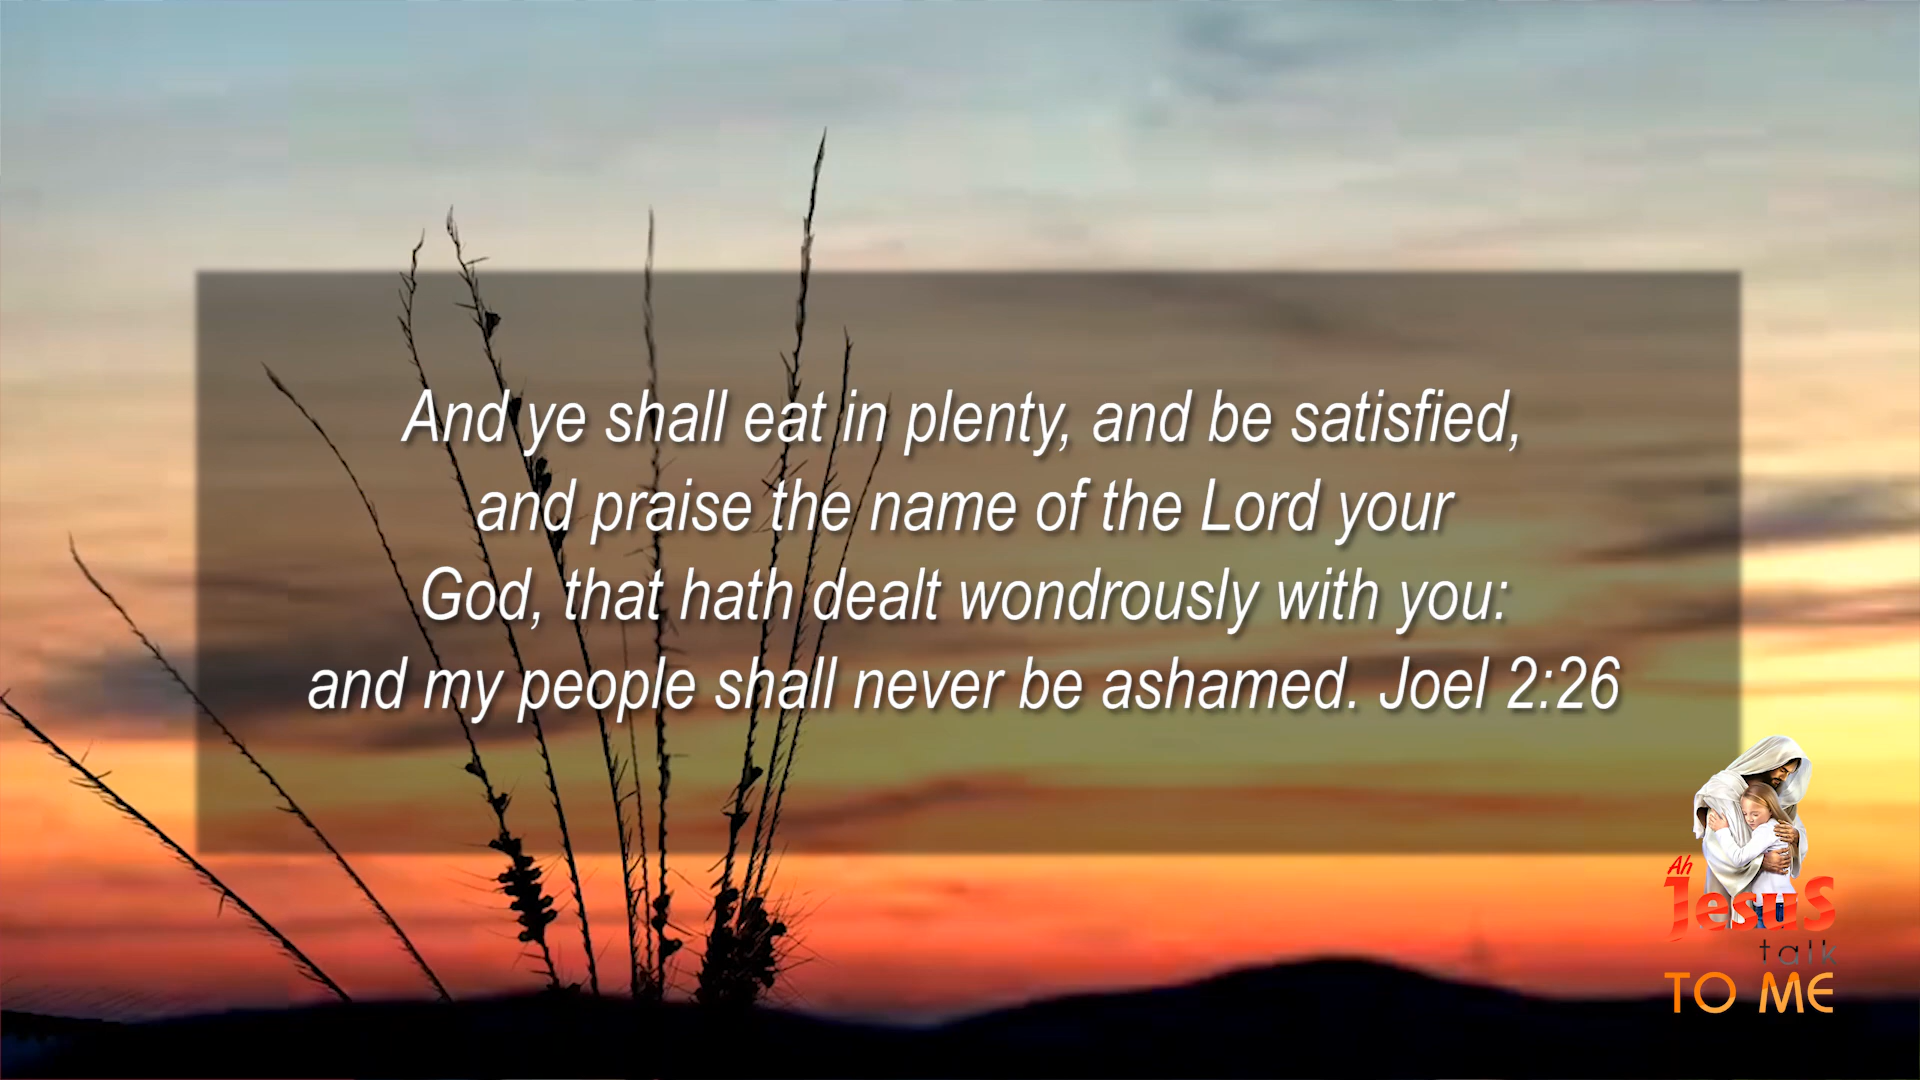 And ye shall eat in plenty, and be satisfied,
and praise the name of the Lord your
God, that hath dealt wondrously with you:
and my people shall never be ashamed. Joel 2:26
Ah
Jesus
talk
TO ME